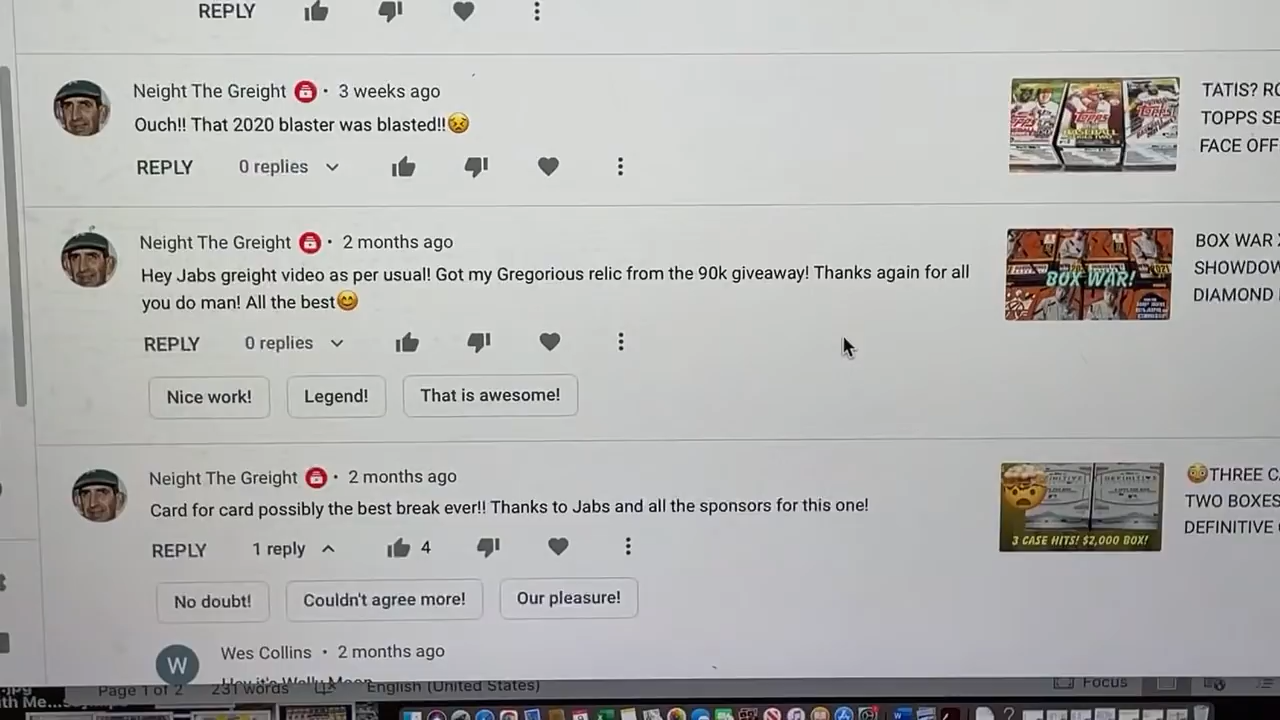 REPLY
Neight The Greight · 3 weeks ago
Ouch!! That 2020 blaster was blasted!!😣
REPLY 0 replies
TATIS? RO
TOPPS SE
FACE OFF
Neight The Greight · 2 months ago
Hey Jabs greight video as per usual! Got my Gregorious relic from the 90k giveaway! Thanks again for all
you do man! All the best😊
REPLY 0 replies
Nice work! Legend! That is awesome!
BOX WAR!
BOX WAR
SHOWDOW
DIAMOND
Neight The Greight · 2 months ago
Card for card possibly the best break ever!! Thanks to Jabs and all the sponsors for this one!
REPLY 1 reply 4
No doubt! Couldn't agree more! Our pleasure!
3 CASE HITS! $2,000 BOX!
😳THREE C
TWO BOXES
DEFINITIVE
W
Wes Collins · 2 months ago
Page 1 of 2 231 words English (United States) Focus